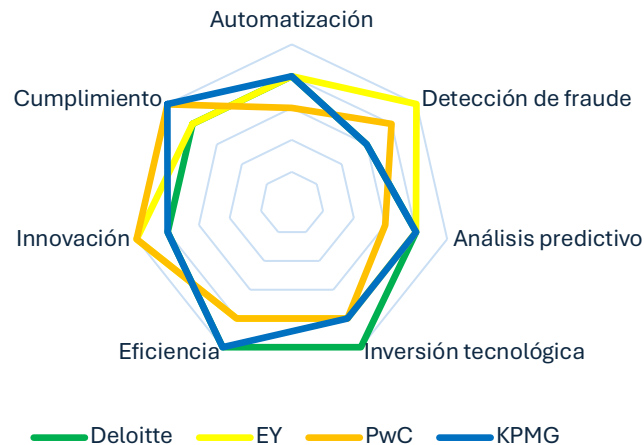 Automatización
Cumplimiento
Detección de fraude
Innovación
Análisis predictivo
Eficiencia
Inversión tecnológica
Deloitte EY PwC KPMG